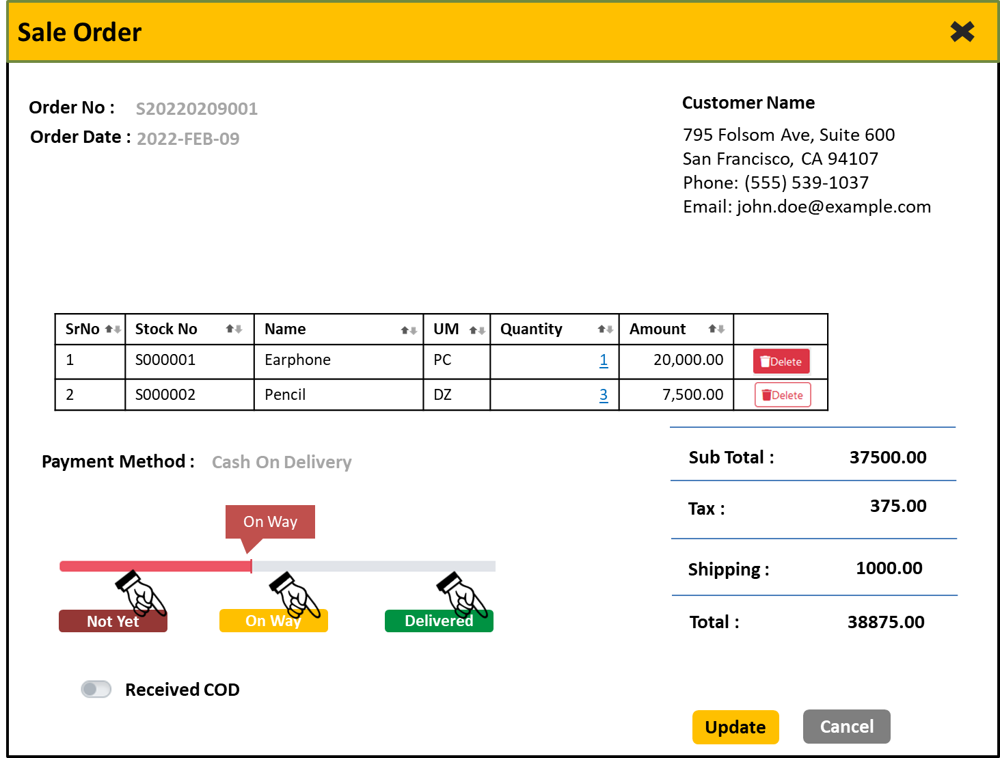 Sale Order
Order No : S20220209001
Order Date : 2022-FEB-09
Customer Name
795 Folsom Ave, Suite 600
San Francisco, CA 94107
Phone: (555) 539-1037
Email: john.doe@example.com
SrNo Stock No Name UM Quantity Amount
1 S000001 Earphone PC 1 20,000.00 Delete
2 S000002 Pencil DZ 3 7,500.00 Delete
Payment Method : Cash On Delivery
On Way
Not Yet On Way Delivered
Received COD
Sub Total : 37500.00
Tax : 375.00
Shipping : 1000.00
Total : 38875.00
Update Cancel